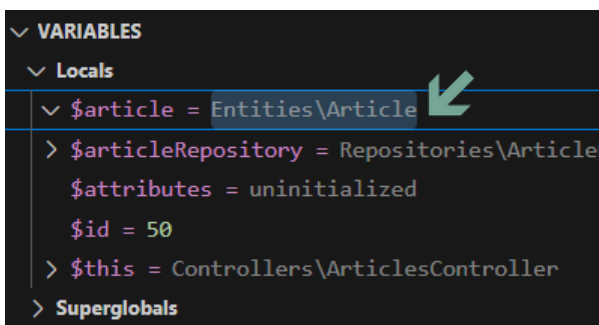 VARIABLES
Locals
$article = Entities\Article
$articleRepository = Repositories\Article
$attributes = uninitialized
$id = 50
$this = Controllers\ArticlesController
Superglobals